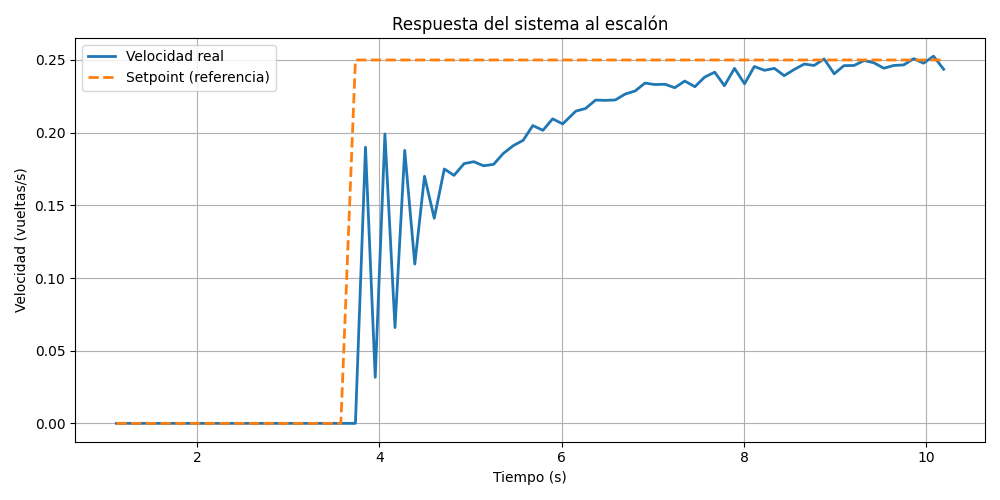 Respuesta del sistema al escalón
Velocidad real
Setpoint (referencia)
Velocidad (vueltas/s)
0.25
0.20
0.15
0.10
0.05
0.00
2
4
6
8
10
Tiempo (s)